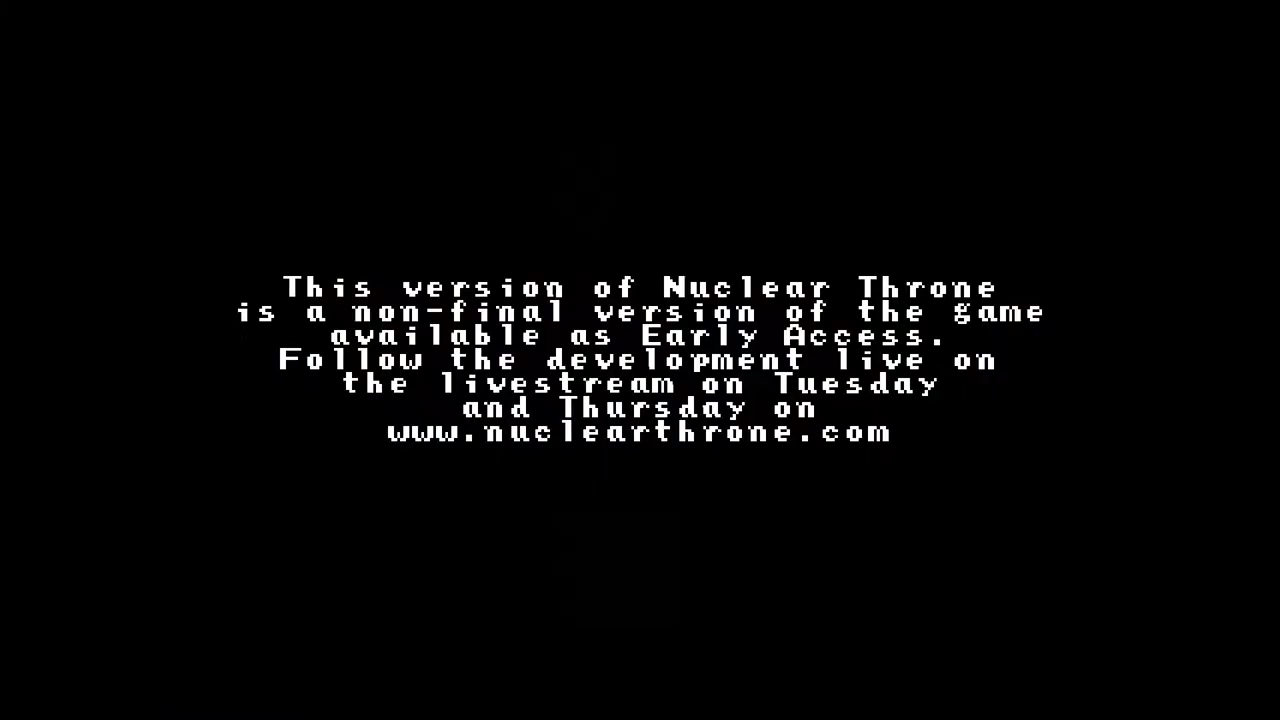 This version of Nuclear Throne
is a non-final version of the game
available as Early Access.
Follow the development live on
the livestream on Tuesday
and Thursday on
www.nuclearthrone.com